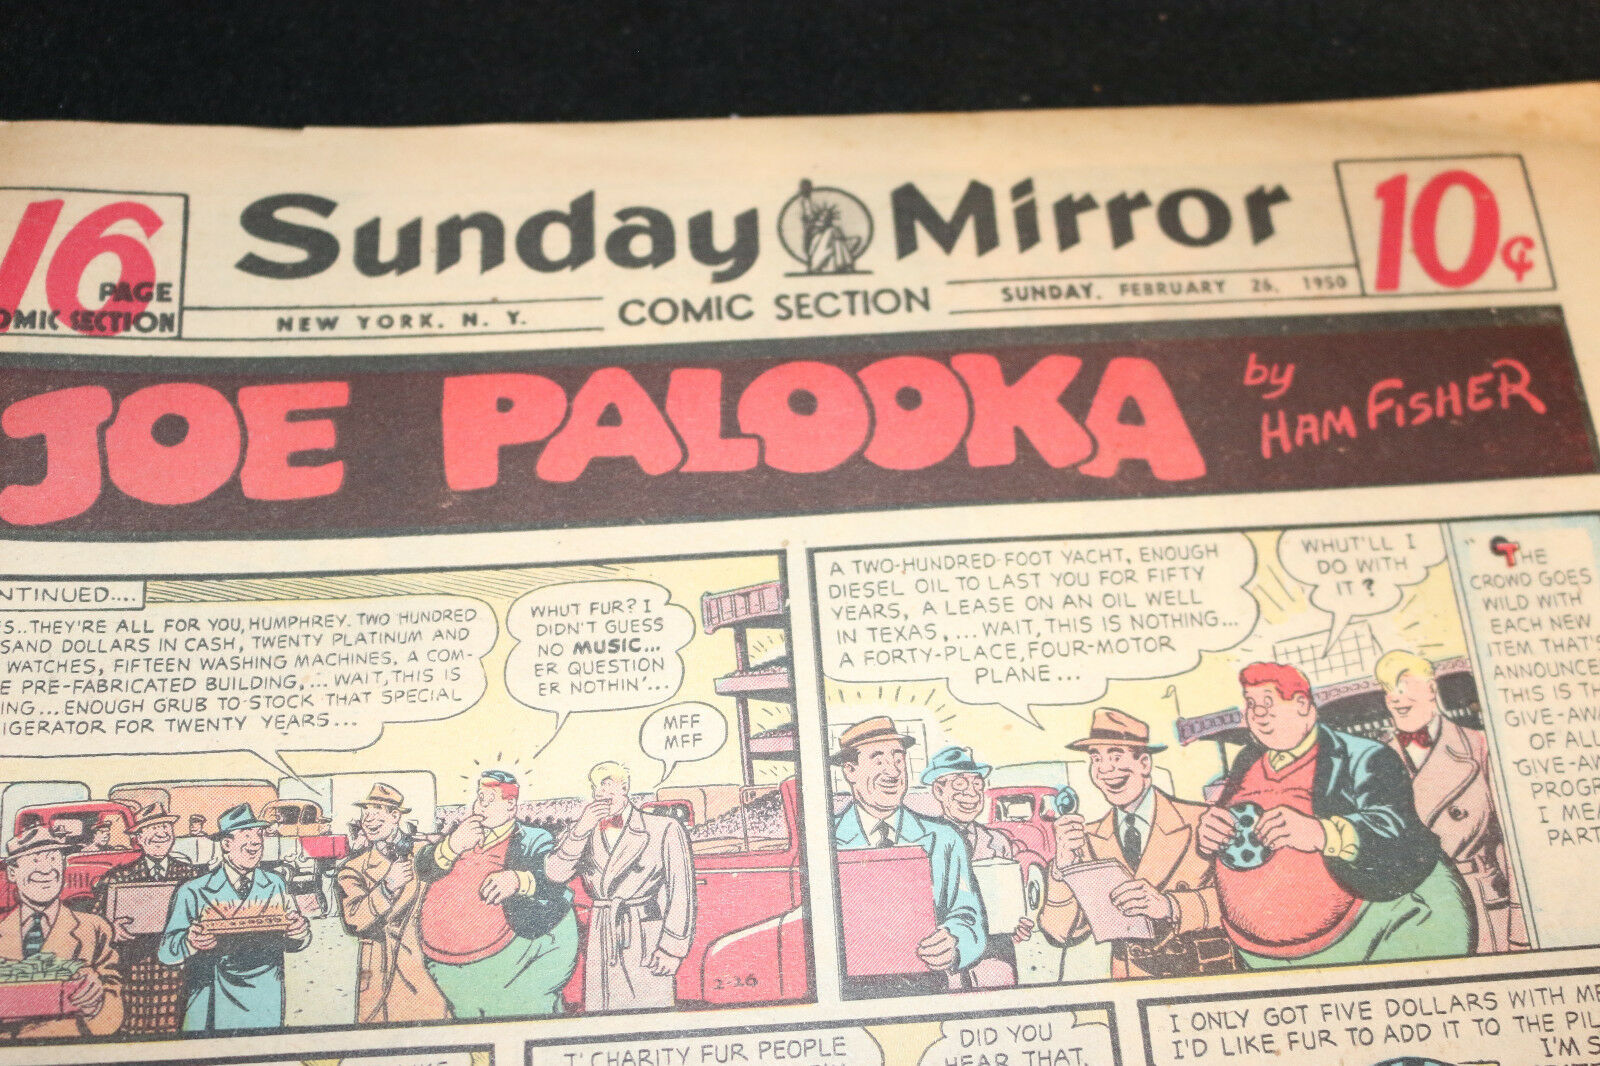 16
PAGE
COMIC SECTION
Sunday Mirror
10¢
NEW YORK, N. Y.
COMIC SECTION
SUNDAY, FEBRUARY 26, 1950
JOE PALOOKA
by
HAM FISHER
NTINUED....
S..THEY'RE ALL FOR YOU, HUMPHREY. TWO HUNDRED
SAND DOLLARS IN CASH, TWENTY PLATINUM AND
WATCHES, FIFTEEN WASHING MACHINES, A COM-
E PRE-FABRICATED BUILDING,... WAIT, THIS IS
ING... ENOUGH GRUB TO STOCK THAT SPECIAL
IGERATOR FOR TWENTY YEARS...
WHUT FUR? I
DIDN'T GUESS
NO MUSIC...
ER QUESTION
ER NOTHIN'...
MFF
MFF
2-26
A TWO-HUNDRED-FOOT YACHT, ENOUGH
DIESEL OIL TO LAST YOU FOR FIFTY
YEARS, A LEASE ON AN OIL WELL
IN TEXAS,... WAIT, THIS IS NOTHING...
A FORTY-PLACE, FOUR-MOTOR
PLANE...
WHUT'LL I
DO WITH
IT?
"THE
CROWD GOES
WILD WITH
EACH NEW
ITEM THAT'S
ANNOUNCE
THIS IS TH
GIVE-AWA
OF ALL
GIVE-AW
PROGR
I MEA
PART
T' CHARITY FUR PEOPLE
DID YOU
HEAR THAT,
I ONLY GOT FIVE DOLLARS WITH ME
I'D LIKE FUR TO ADD IT TO THE PIL
I'M S